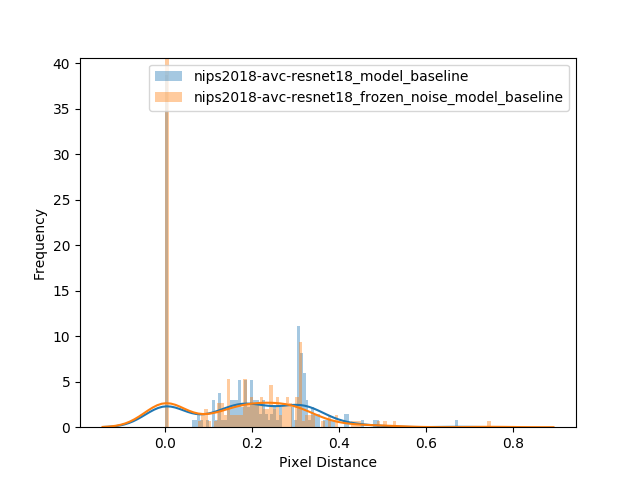 nips2018-avc-resnet18_model_baseline
nips2018-avc-resnet18_frozen_noise_model_baseline
40
35
30
25
20
15
10
5
0
Frequency
0.0 0.2 0.4 0.6 0.8
Pixel Distance